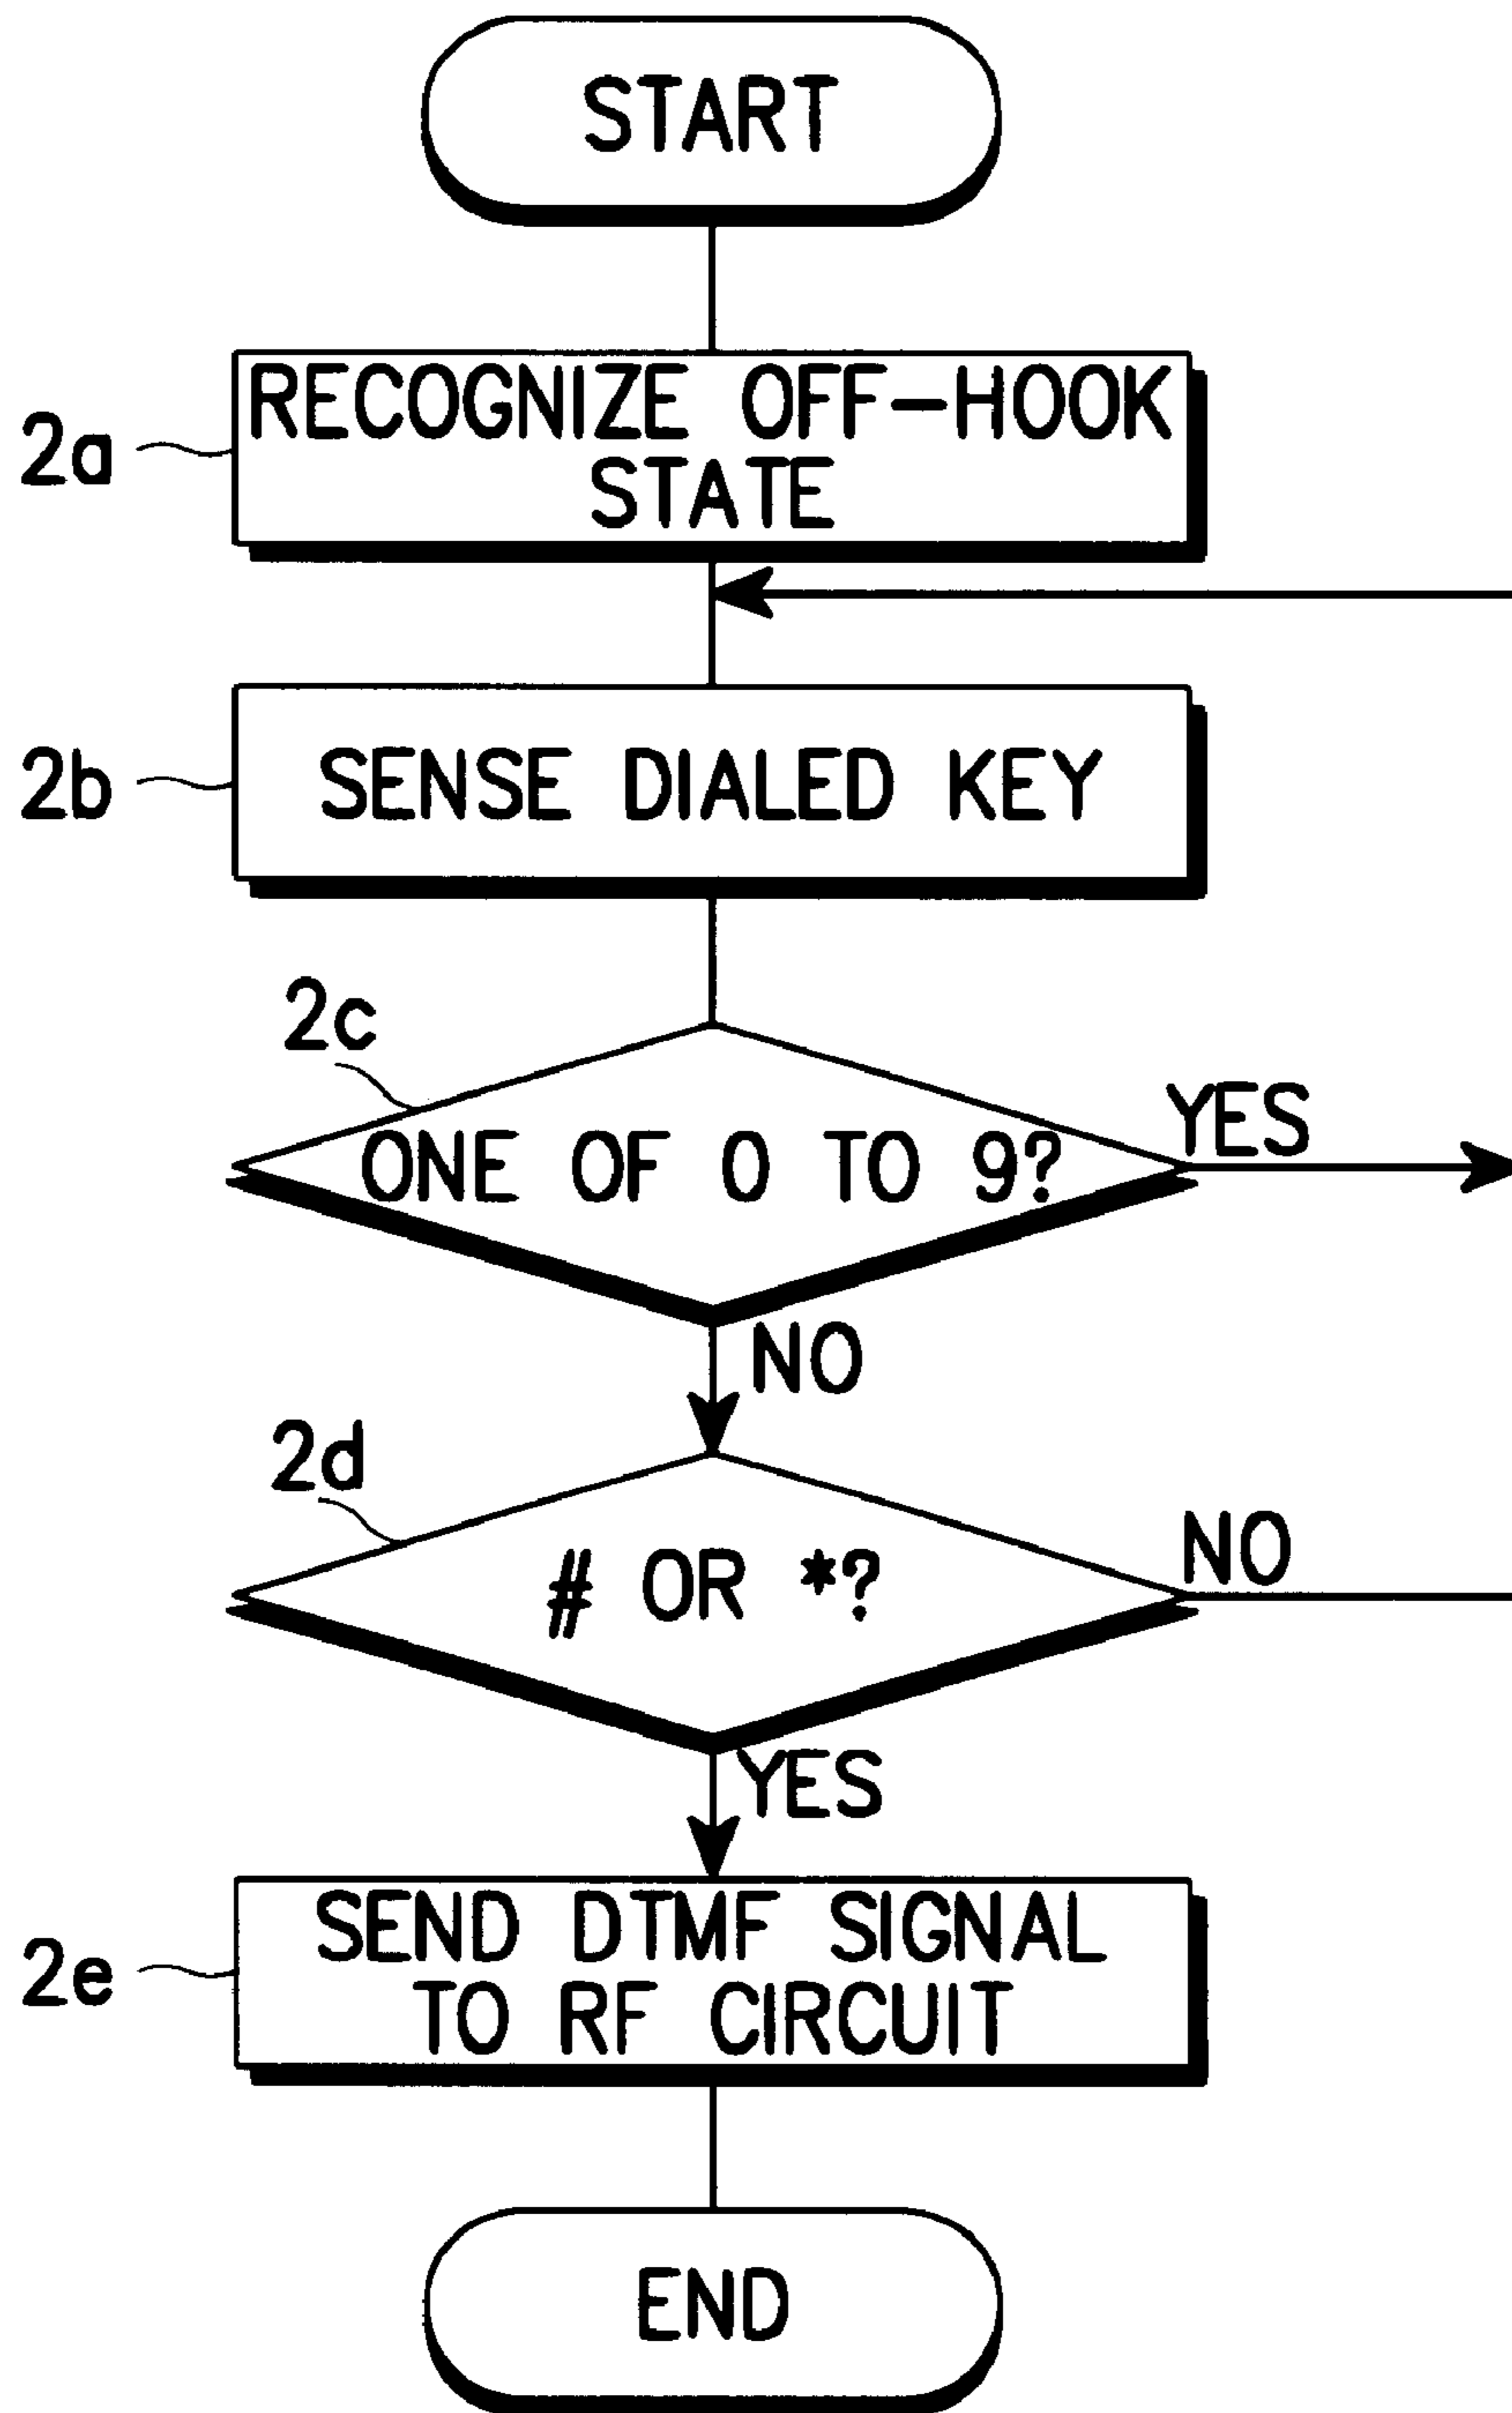 START
2a
RECOGNIZE OFF-HOOK
STATE
2b
SENSE DIALED KEY
2c
ONE OF 0 TO 9?
YES
NO
2d
# OR *?
NO
YES
2e
SEND DTMF SIGNAL
TO RF CIRCUIT
END